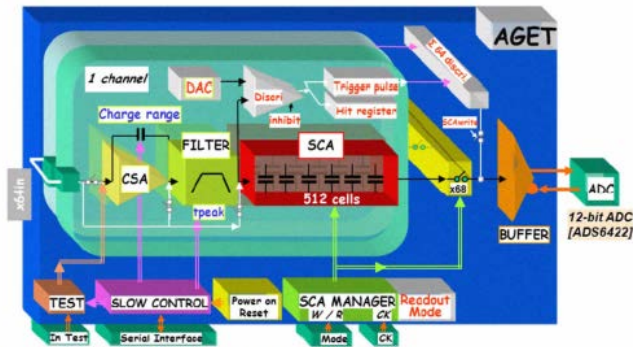 AGET
1 channel
Σ 64 discri.
DAC
Discri
inhibit
Trigger pulse
Hit register
Charge range
SCAwrite
FILTER
SCA
CSA
tpeak
512 cells
x64in
x68
BUFFER
ADC
12-bit ADC
[ADS6422]
TEST
SLOW CONTROL
Power on
Reset
SCA MANAGER
W / R
CK
Readout
Mode
In Test
Serial Interface
Mode
CK